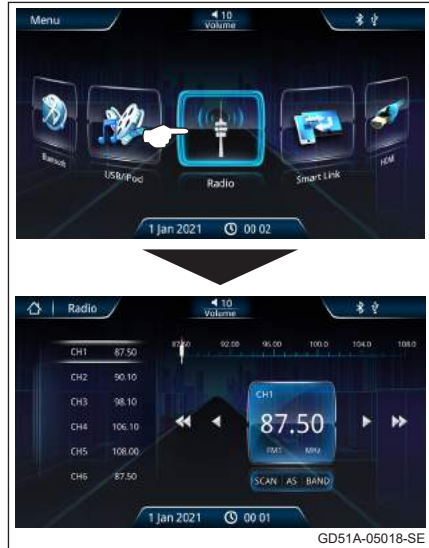 Menu
10
Volume
Bluetooth
USB/iPod
Radio
Smart Link
HDMI
1 Jan 2021 00 02
Radio
10
Volume
87.50 92.00 96.00 100.0 104.0 108.0
CH1 87.50
CH2 90.10
CH3 98.10
CH4 106.10
CH5 108.00
CH6 87.50
CH1
87.50
FM1 MHz
SCAN AS BAND
1 Jan 2021 00 01
GD51A-05018-SE